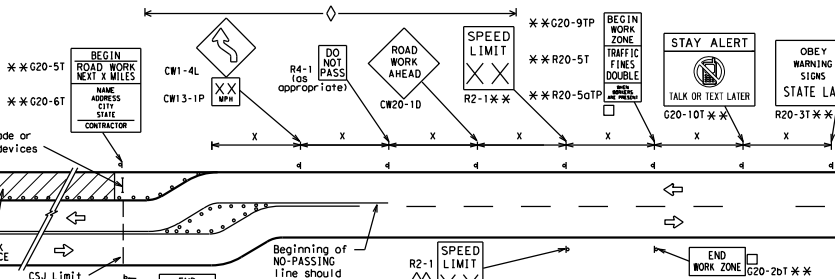 BEGIN
ROAD WORK
NEXT X MILES
NAME
ADDRESS
CITY
STATE
CONTRACTOR
**G20-5T
**G20-6T
CW1-4L
XX
MPH
CW13-1P
DO
NOT
PASS
R4-1
(as
appropriate)
ROAD
WORK
AHEAD
CW20-1D
SPEED
LIMIT
XX
R2-1**
**G20-9TP
**R20-5T
**R20-5aTP
BEGIN
WORK
ZONE
TRAFFIC
FINES
DOUBLE
WHEN
WORKERS
ARE PRESENT
STAY ALERT
TALK OR TEXT LATER
G20-10T**
OBEY
WARNING
SIGNS
STATE LA
R20-3T**
X X X X X X X
ade or
devices
CSJ Limit
Beginning of
NO-PASSING
line should
R2-1
SPEED
LIMIT
END
WORK ZONE
G20-2bT**
END